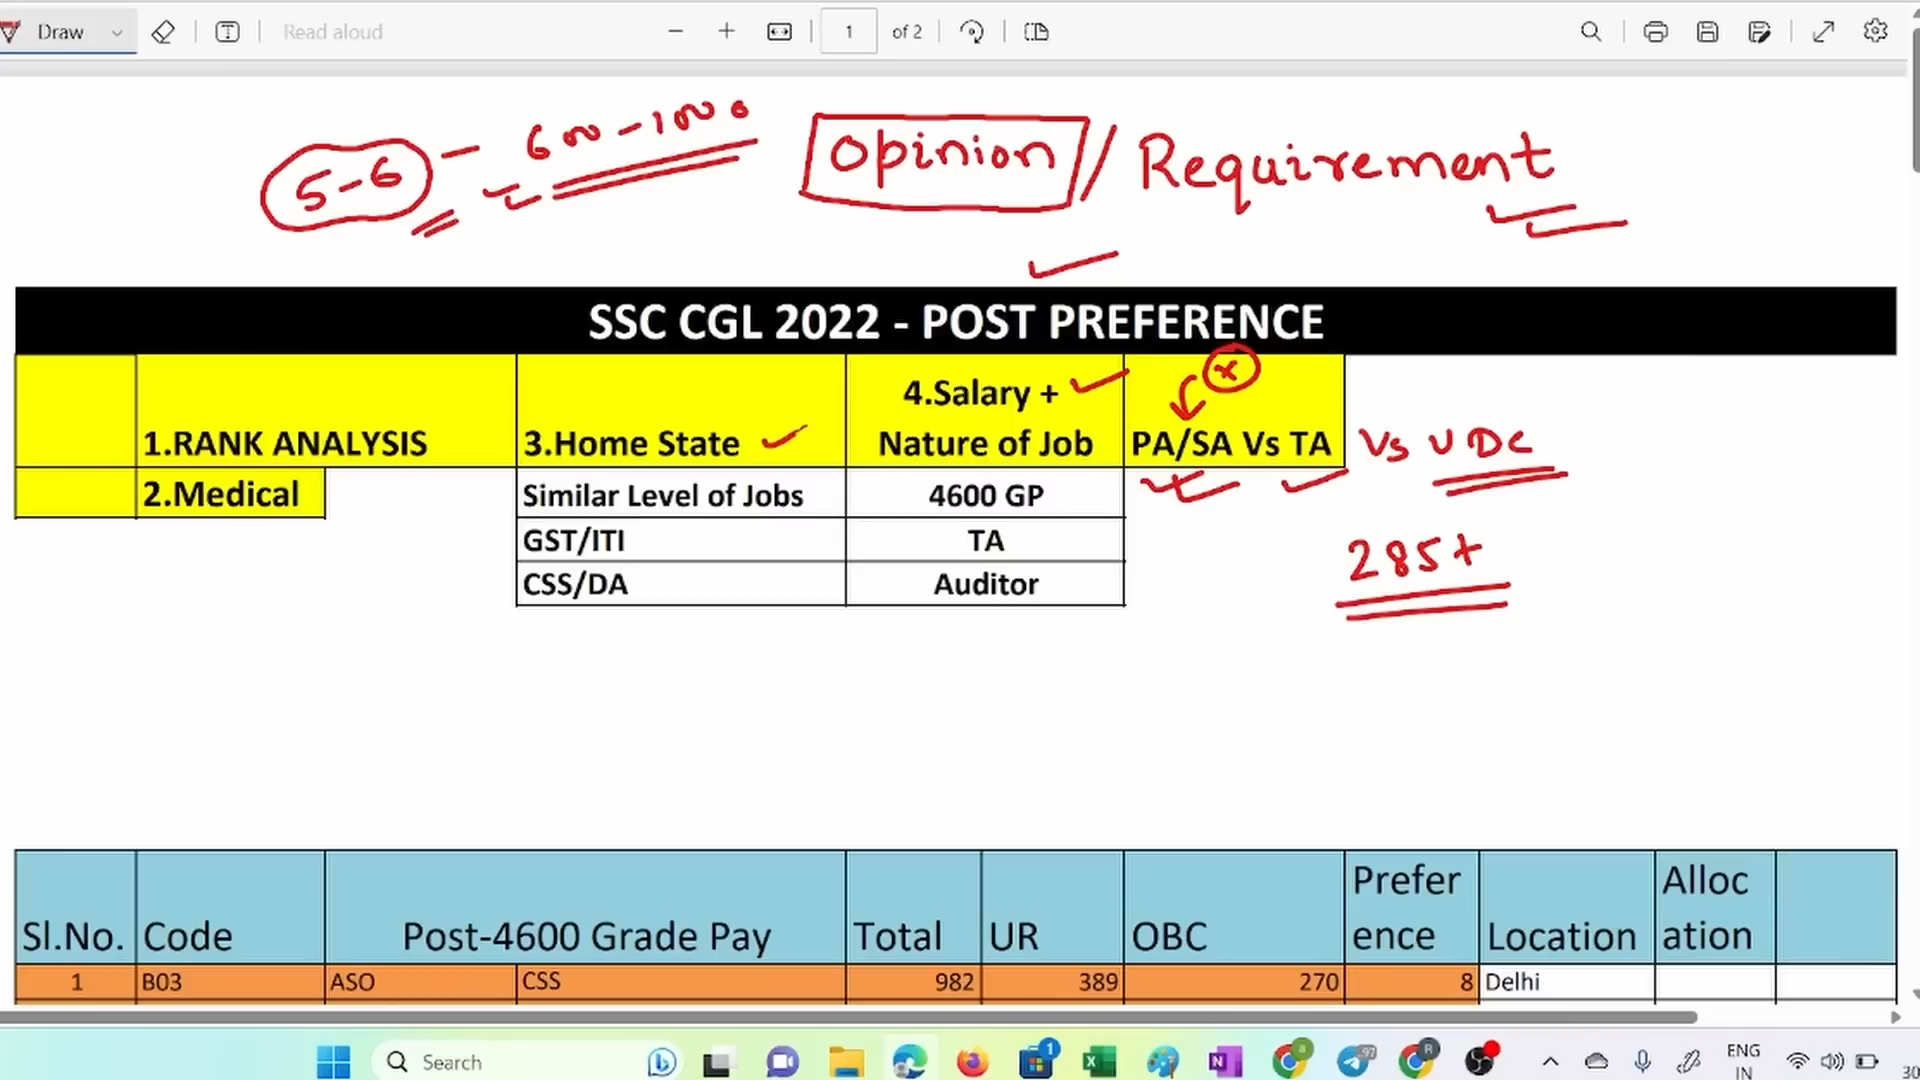 Draw
Read aloud
1 of 2
5-6 - 600-1000 Opinion / Requirement
SSC CGL 2022 - POST PREFERENCE
1.RANK ANALYSIS 3.Home State 4.Salary + Nature of Job PA/SA Vs TA Vs UDC
2.Medical Similar Level of Jobs 4600 GP
GST/ITI TA
CSS/DA Auditor
285+
Sl.No. Code Post-4600 Grade Pay Total UR OBC Prefer ence Location Alloc ation
1 B03 ASO CSS 982 389 270 8 Delhi
Search
1
97
R
ENG
IN
30